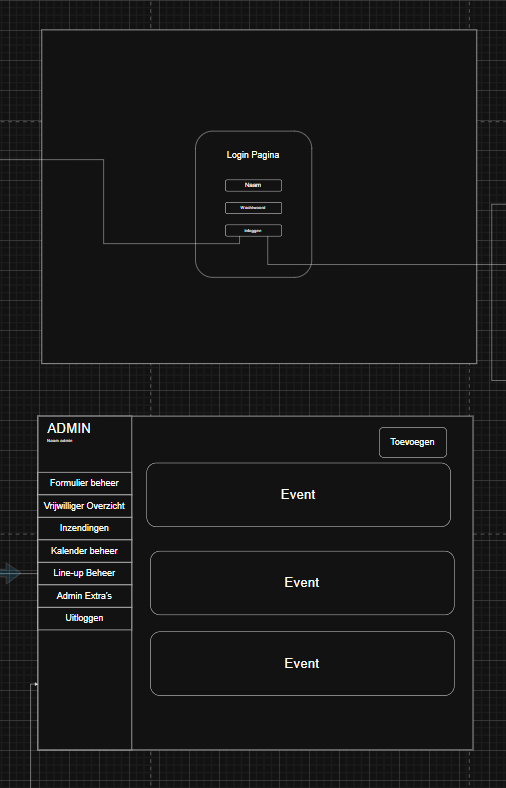 Login Pagina
Naam
Wachtwoord
Inloggen
ADMIN
Naam admin
Toevoegen
Formulier beheer
Vrijwilliger Overzicht
Inzendingen
Kalender beheer
Line-up Beheer
Admin Extra's
Uitloggen
Event
Event
Event